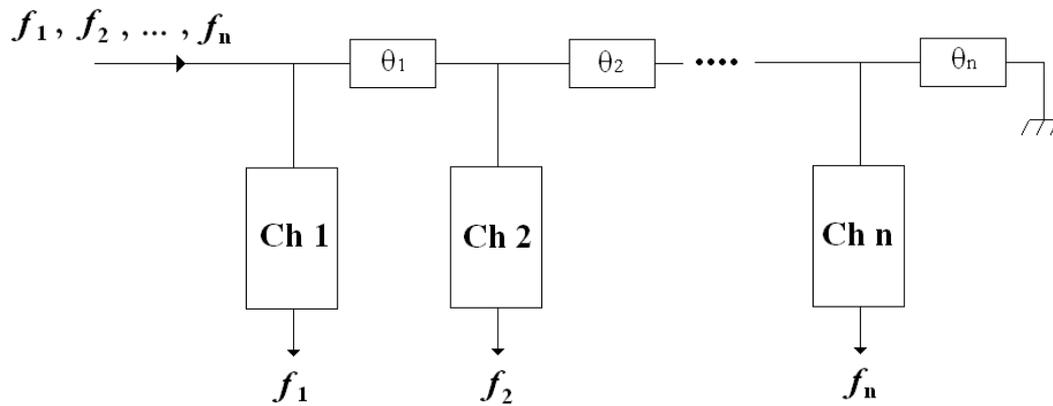 f1 , f2 , ... , fn
θ1
θ2
θn
Ch 1
Ch 2
Ch n
f1
f2
fn